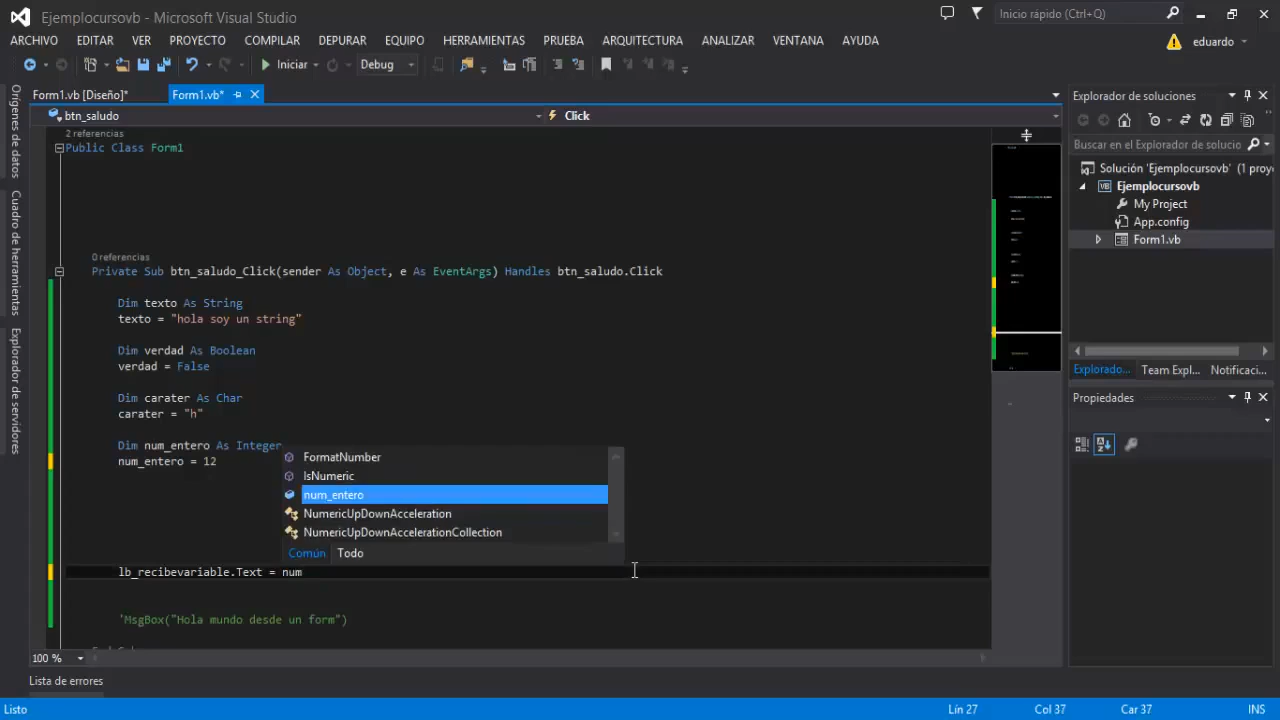 Ejemplocursovb - Microsoft Visual Studio
Inicio rápido (Ctrl+Q)
ARCHIVO EDITAR VER PROYECTO COMPILAR DEPURAR EQUIPO HERRAMIENTAS PRUEBA ARQUITECTURA ANALIZAR VENTANA AYUDA
eduardo
Iniciar
Debug
Form1.vb [Diseño]*
Form1.vb*
btn_saludo
Click
2 referencias
Public Class Form1
0 referencias
Private Sub btn_saludo_Click(sender As Object, e As EventArgs) Handles btn_saludo.Click
Dim texto As String
texto = "hola soy un string"
Dim verdad As Boolean
verdad = False
Dim carater As Char
carater = "h"
Dim num_entero As Integer
num_entero = 12
FormatNumber
IsNumeric
num_entero
NumericUpDownAcceleration
NumericUpDownAccelerationCollection
Común Todo
lb_recibevariable.Text = num
'MsgBox("Hola mundo desde un form")
100 %
Lista de errores
Listo
Lín 27
Col 37
Car 37
INS
Orígenes de datos
Cuadro de herramientas
Explorador de servidores
Explorador de soluciones
Buscar en el Explorador de solucio
Solución 'Ejemplocursovb' (1 proye
Ejemplocursovb
My Project
App.config
Form1.vb
Explorado... Team Expl... Notificaci...
Propiedades